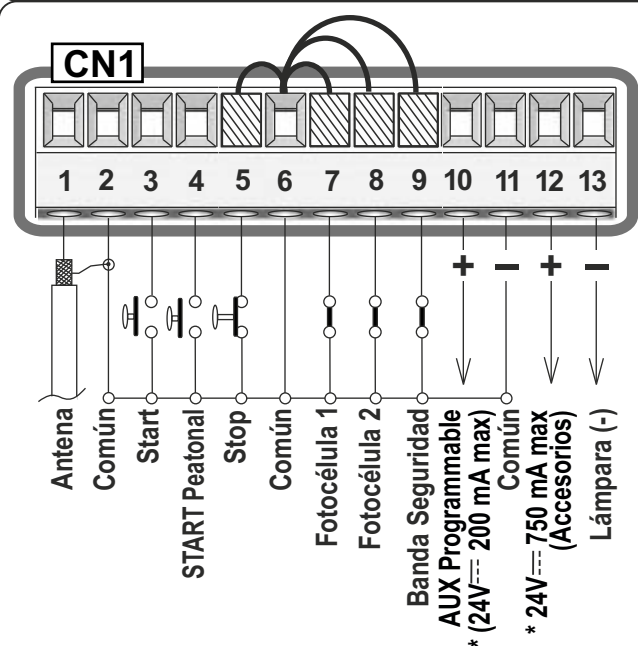 CN1
1 2 3 4 5 6 7 8 9 10 11 12 13
+ − + −
Antena
Común
Start
START Peatonal
Stop
Común
Fotocélula 1
Fotocélula 2
Banda Seguridad
AUX Programmable
* (24V⎓ 200 mA max)
Común
* 24V⎓ 750 mA max
(Accesorios)
Lámpara (-)